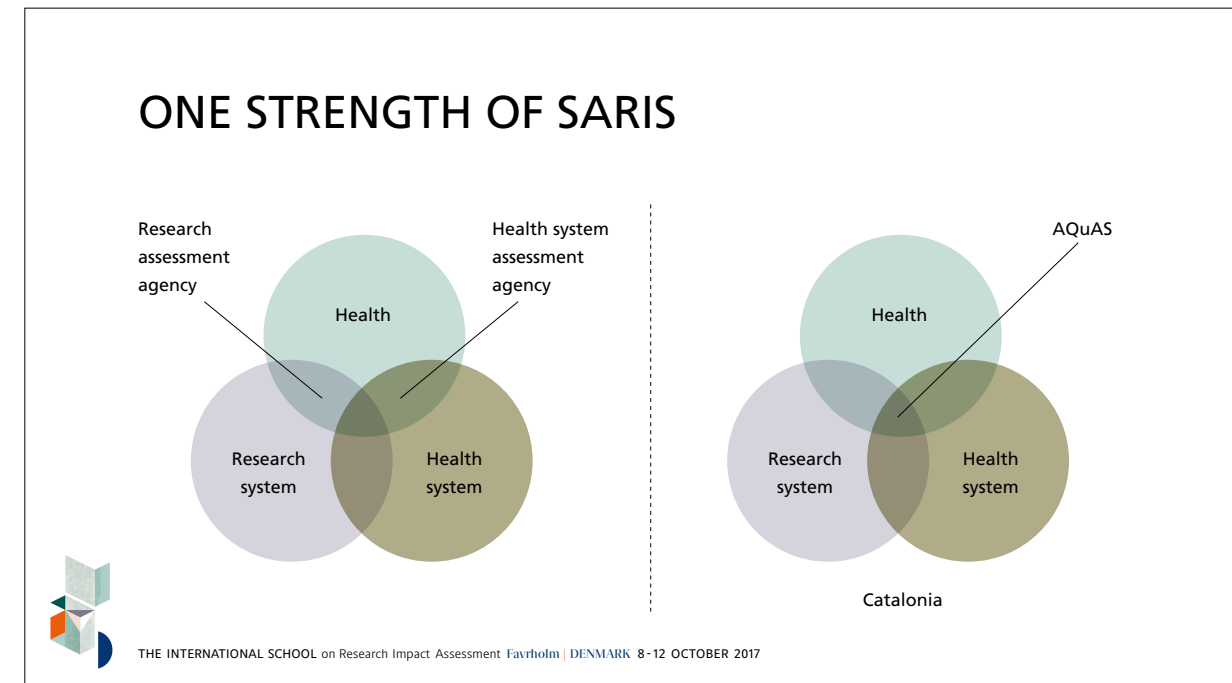 ONE STRENGTH OF SARIS
Research
assessment
agency
Health system
assessment
agency
Health
Research
system
Health
system
AQuAS
Health
Research
system
Health
system
Catalonia
THE INTERNATIONAL SCHOOL on Research Impact Assessment Favrholm | DENMARK 8-12 OCTOBER 2017